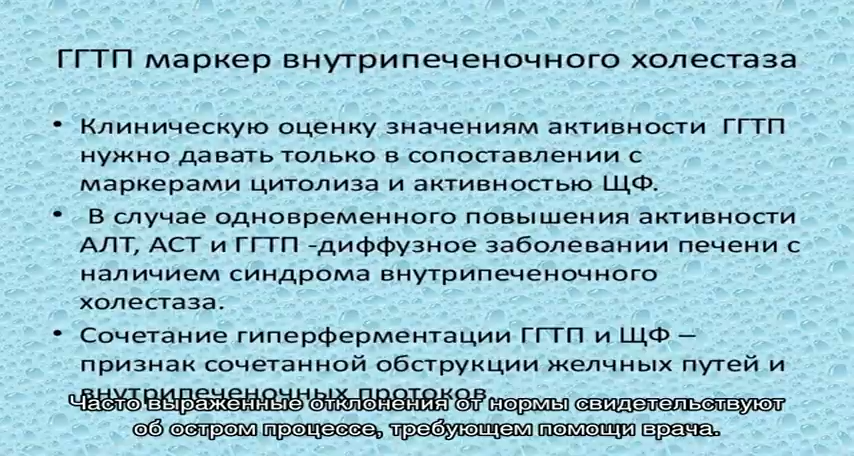 ГГТП маркер внутрипеченочного холестаза
• Клиническую оценку значениям активности ГГТП
нужно давать только в сопоставлении с
маркерами цитолиза и активностью ЩФ.
• В случае одновременного повышения активности
АЛТ, АСТ и ГГТП -диффузное заболевании печени с
наличием синдрома внутрипеченочного
холестаза.
• Сочетание гиперферментации ГГТП и ЩФ –
признак сочетанной обструкции желчных путей и
внутрипеченочных протоков
Часто выраженные отклонения от нормы свидетельствуют
об остром процессе, требующем помощи врача.